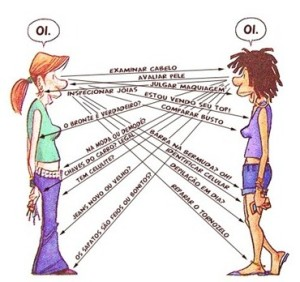 OI.
OI.
EXAMINAR CABELO
AVALIAR PELE
JULGAR MAQUIAGEM
INSPECIONAR JÓIAS
ESTOU VENDO SEU TOP!
COMPARAR BUSTO
O BRONZE É VERDADEIRO?
NA MODA OU DEMODÊ?
CHAVES DO CARRO? LEGAL!
TEM CELULITE?
JEANS NOVO OU VELHO?
OS SAPATOS SÃO FEIOS OU BONITOS?
BARRA NA BERMUDA? OH!
IDENTIFICAR CELULAR
DEPILAÇÃO EM DIA?
REPARAR O TORNOZELO